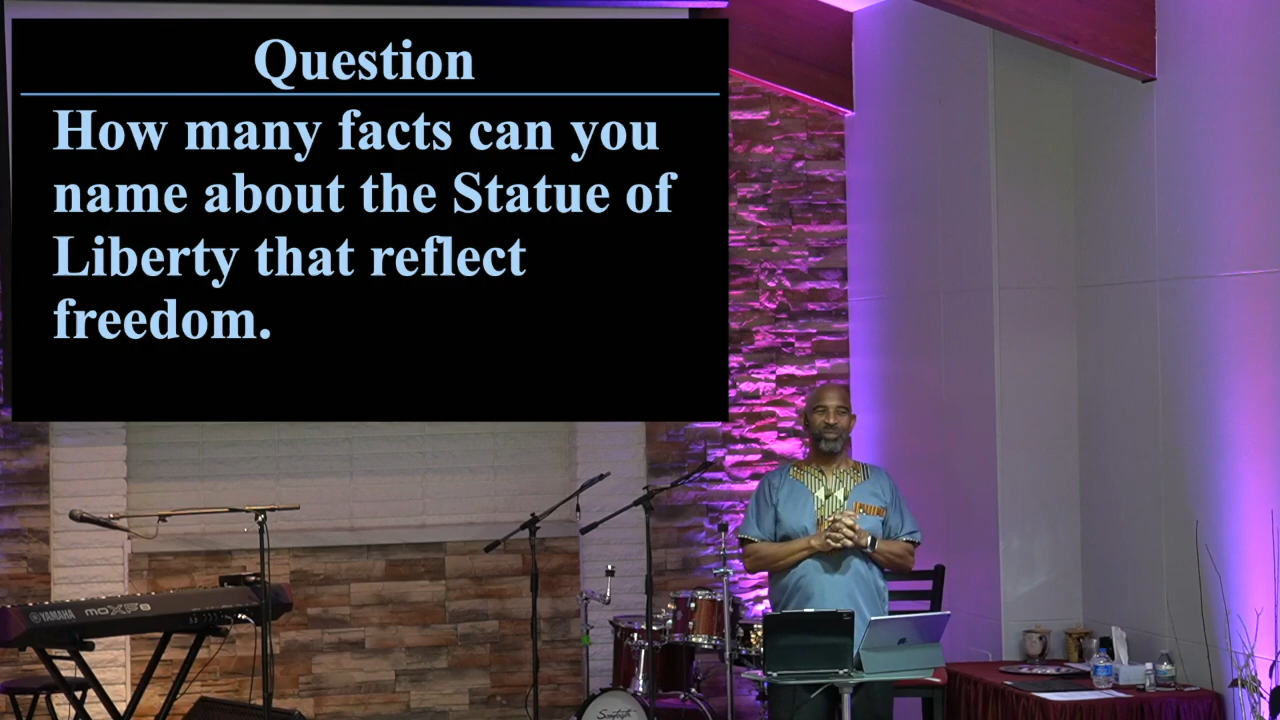 Question
How many facts can you
name about the Statue of
Liberty that reflect
freedom.
YAMAHA MOXF8